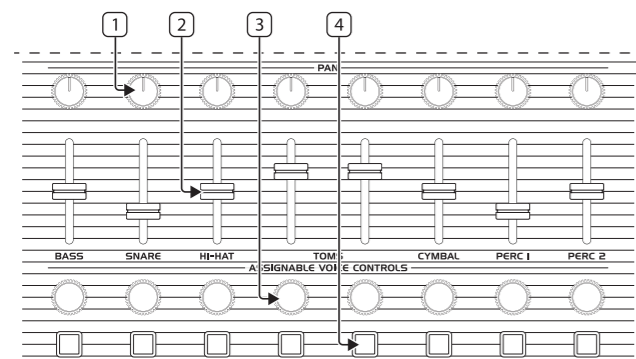 1 2 3 4
PAN
BASS SNARE HI-HAT TOMS CYMBAL PERC 1 PERC 2
ASSIGNABLE VOICE CONTROLS